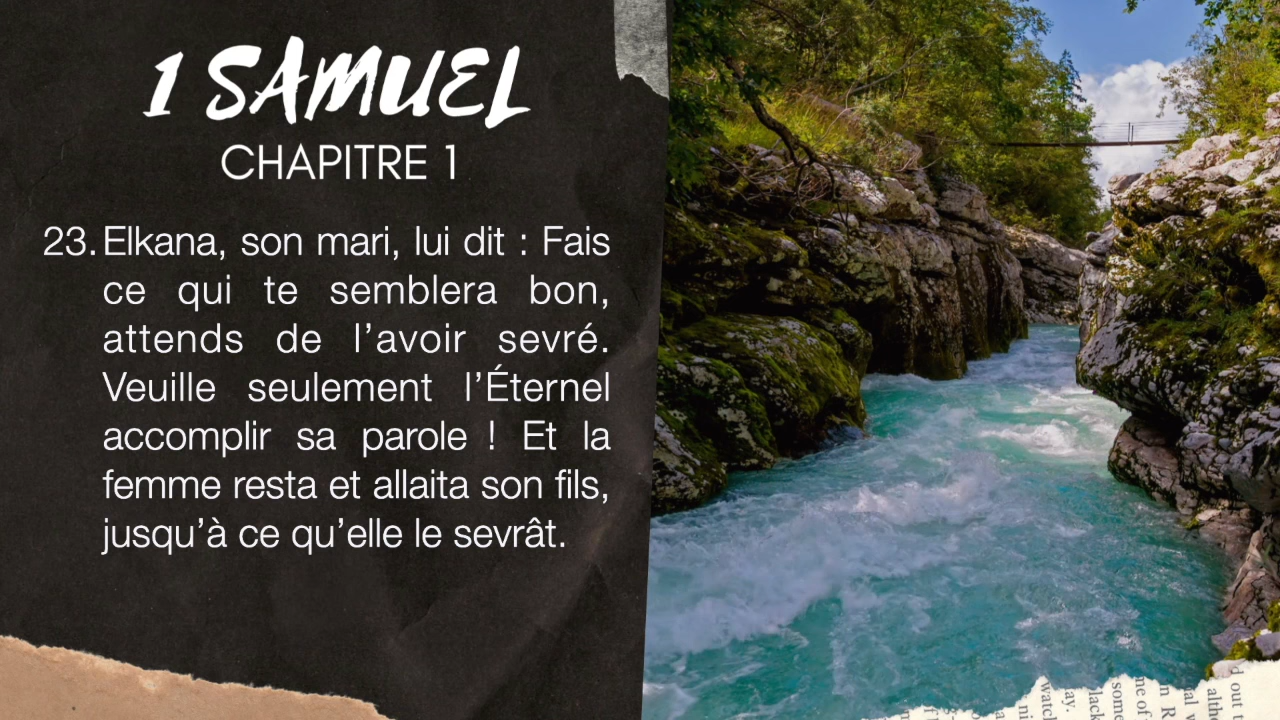 1 SAMUEL
CHAPITRE 1
23. Elkana, son mari, lui dit : Fais
ce qui te semblera bon,
attends de l’avoir sevré.
Veuille seulement l’Éternel
accomplir sa parole ! Et la
femme resta et allaita son fils,
jusqu’à ce qu’elle le sevrât.